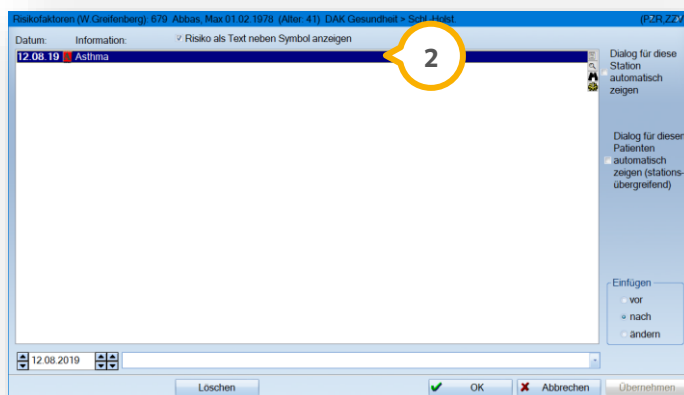 Risikofaktoren (W.Greifenberg): 679 Abbas, Max 01.02.1978 (Alter: 41) DAK Gesundheit > Schl.-Holst.
Datum: Information: Risiko als Text neben Symbol anzeigen
12.08.19 Asthma
2
Dialog für diese
Station
automatisch
zeigen
Dialog für diesen
Patienten
automatisch
zeigen (stations-
übergreifend)
Einfügen
vor
nach
ändern
12.08.2019
Löschen OK Abbrechen Übernehmen